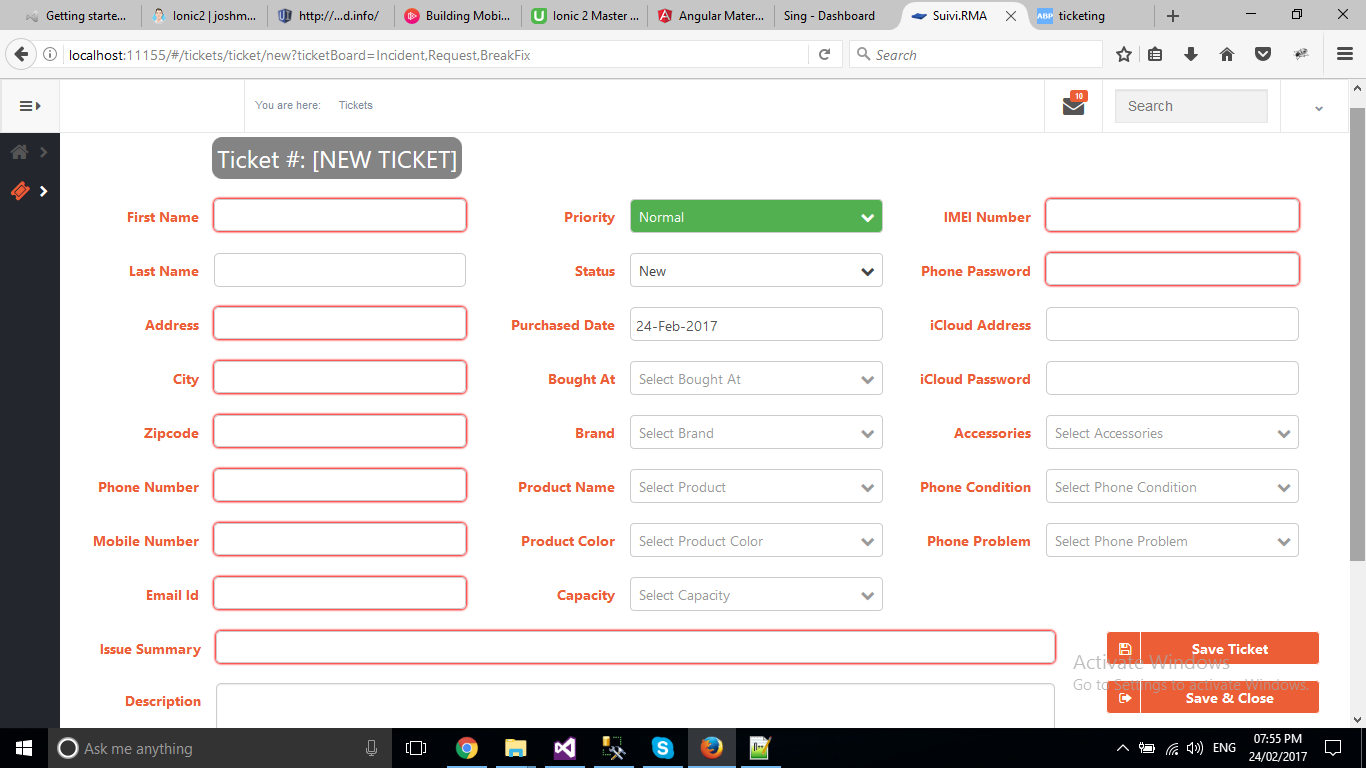 Getting starte...
Ionic2 | joshm...
http://...d.info/
Building Mobi...
Ionic 2 Master ...
Angular Mater...
Sing - Dashboard
Suivi.RMA
ABP
ticketing
localhost:11155/#/tickets/ticket/new?ticketBoard=Incident,Request,BreakFix
Search
You are here: Tickets
10
Search
Ticket #: [NEW TICKET]
First Name
Priority
Normal
IMEI Number
Last Name
Status
New
Phone Password
Address
Purchased Date
24-Feb-2017
iCloud Address
City
Bought At
Select Bought At
iCloud Password
Zipcode
Brand
Select Brand
Accessories
Select Accessories
Phone Number
Product Name
Select Product
Phone Condition
Select Phone Condition
Mobile Number
Product Color
Select Product Color
Phone Problem
Select Phone Problem
Email Id
Capacity
Select Capacity
Issue Summary
Save Ticket
Activate Windows
Go to Settings to activate Windows.
Description
Save & Close
Ask me anything
ENG
07:55 PM
24/02/2017